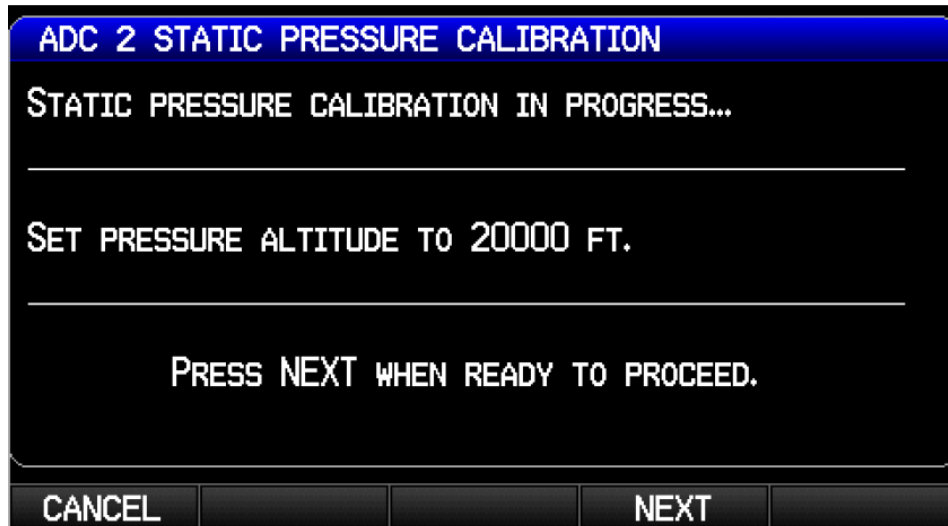 ADC 2 STATIC PRESSURE CALIBRATION
STATIC PRESSURE CALIBRATION IN PROGRESS...
SET PRESSURE ALTITUDE TO 20000 FT.
PRESS NEXT WHEN READY TO PROCEED.
CANCEL NEXT